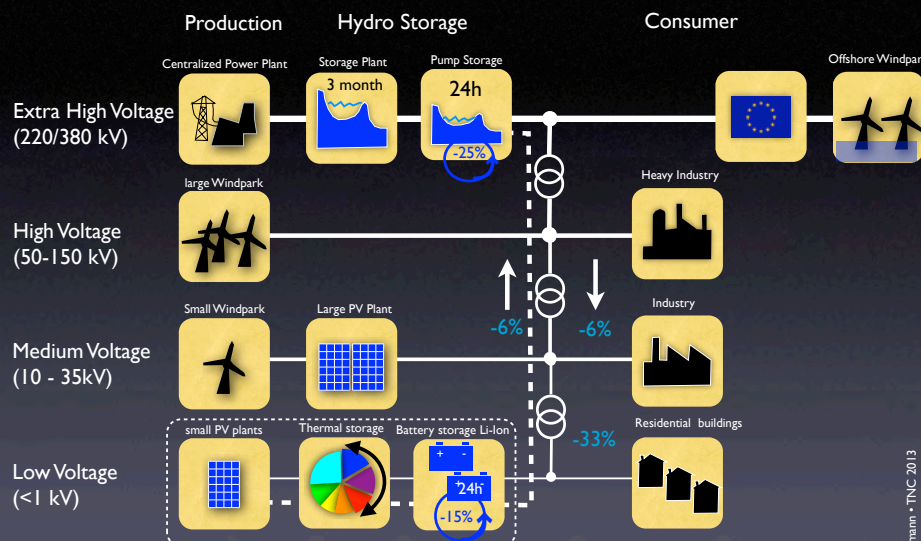 Production
Hydro Storage
Consumer
Centralized Power Plant
Storage Plant
Pump Storage
Offshore Windpar
3 month
24h
Extra High Voltage
(220/380 kV)
-25%
large Windpark
Heavy Industry
High Voltage
(50-150 kV)
Small Windpark
Large PV Plant
Industry
-6%
-6%
Medium Voltage
(10 - 35kV)
small PV plants
Thermal storage
Battery storage Li-Ion
Residential buildings
-33%
+ -
Low Voltage
(<1 kV)
+ 24h -
-15%
mann • TNC 2013